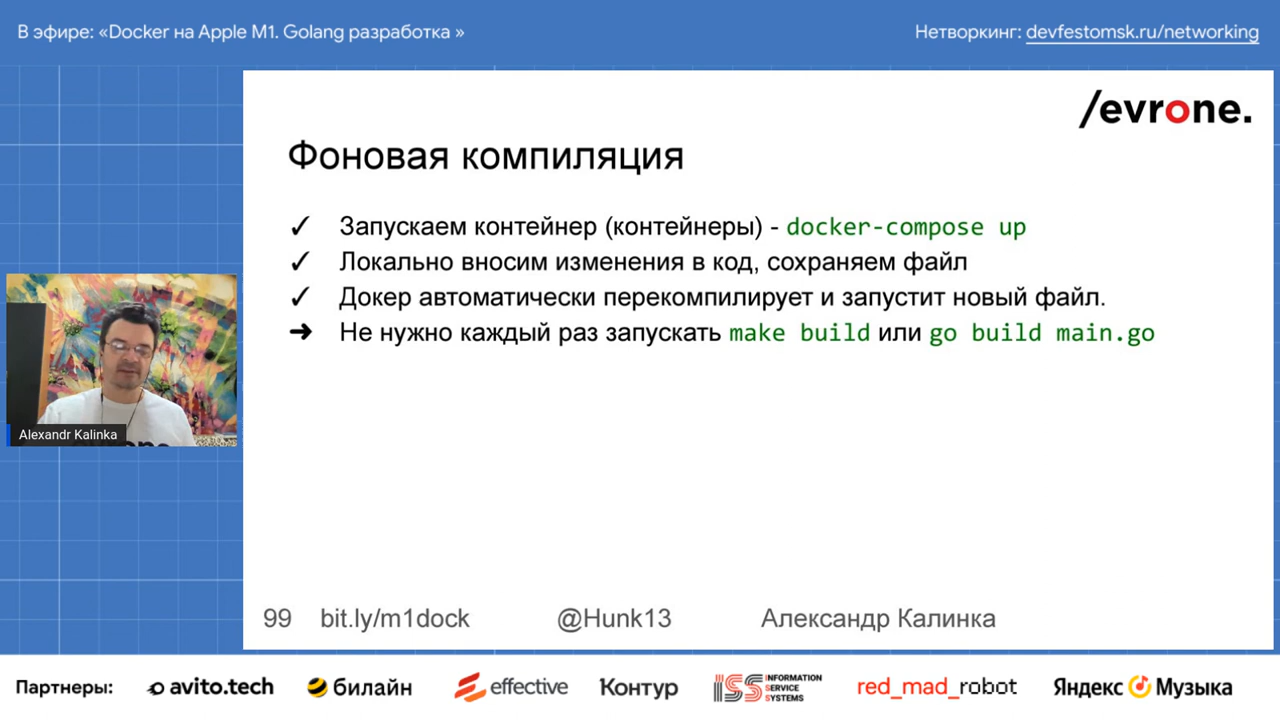 В эфире: «Docker на Apple M1. Golang разработка »
Нетворкинг: devfestomsk.ru/networking
/evrone.
Фоновая компиляция
✓ Запускаем контейнер (контейнеры) - docker-compose up
✓ Локально вносим изменения в код, сохраняем файл
✓ Докер автоматически перекомпилирует и запустит новый файл.
➜ Не нужно каждый раз запускать make build или go build main.go
Alexandr Kalinka
99 bit.ly/m1dock @Hunk13 Александр Калинка
Партнеры: avito.tech билайн effective Контур ISS INFORMATION SERVICE SYSTEMS red_mad_robot Яндекс Музыка